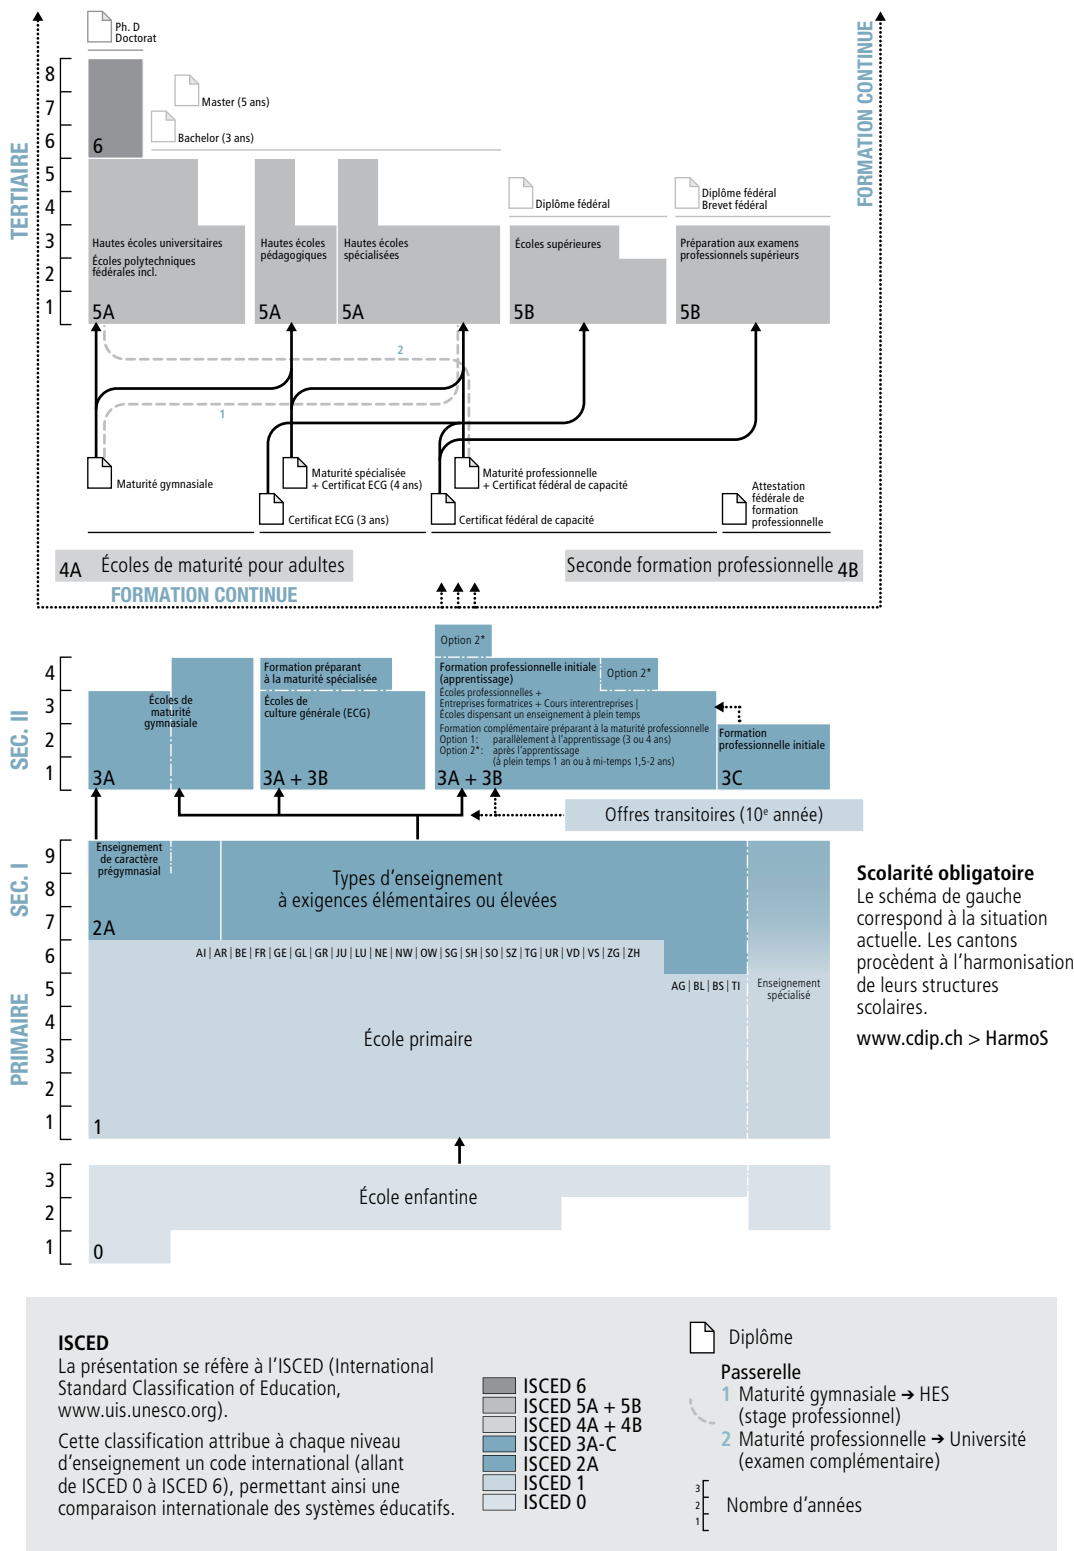 Ph. D
Doctorat
FORMATION CONTINUE
TERTIAIRE
8
7
6
5
4
3
2
1
Master (5 ans)
Bachelor (3 ans)
6
Diplôme fédéral
Diplôme fédéral
Brevet fédéral
Hautes écoles universitaires
Écoles polytechniques
fédérales incl.
5A
Hautes écoles
pédagogiques
5A
Hautes écoles
spécialisées
5A
Écoles supérieures
5B
Préparation aux examens
professionnels supérieurs
5B
2
1
Maturité gymnasiale
Maturité spécialisée
+ Certificat ECG (4 ans)
Maturité professionnelle
+ Certificat fédéral de capacité
Certificat ECG (3 ans)
Certificat fédéral de capacité
Attestation
fédérale de
formation
professionnelle
4A Écoles de maturité pour adultes
Seconde formation professionnelle 4B
FORMATION CONTINUE
SEC. II
4
3
2
1
Écoles de
maturité
gymnasiale
3A
Formation préparant
à la maturité spécialisée
Écoles de
culture générale (ECG)
3A + 3B
Option 2*
Formation professionnelle initiale
(apprentissage)
Option 2*
Écoles professionnelles +
Entreprises formatrices + Cours interentreprises |
Écoles dispensant un enseignement à plein temps
Formation complémentaire préparant à la maturité professionnelle
Option 1: parallèlement à l'apprentissage (3 ou 4 ans)
Option 2*: après l'apprentissage
(à plein temps 1 an ou à mi-temps 1,5-2 ans)
3A + 3B
Formation
professionnelle initiale
3C
Offres transitoires (10e année)
SEC. I
9
8
7
Enseignement
de caractère
prégymnasial
2A
Types d'enseignement
à exigences élémentaires ou élevées
PRIMAIRE
6
5
4
3
2
1
AI | AR | BE | FR | GE | GL | GR | JU | LU | NE | NW | OW | SG | SH | SO | SZ | TG | UR | VD | VS | ZG | ZH
AG | BL | BS | TI
Enseignement
spécialisé
École primaire
1
Scolarité obligatoire
Le schéma de gauche
correspond à la situation
actuelle. Les cantons
procèdent à l'harmonisation
de leurs structures
scolaires.
www.cdip.ch > HarmoS
3
2
1
École enfantine
0
ISCED
La présentation se réfère à l'ISCED (International
Standard Classification of Education,
www.uis.unesco.org).
Cette classification attribue à chaque niveau
d'enseignement un code international (allant
de ISCED 0 à ISCED 6), permettant ainsi une
comparaison internationale des systèmes éducatifs.
ISCED 6
ISCED 5A + 5B
ISCED 4A + 4B
ISCED 3A-C
ISCED 2A
ISCED 1
ISCED 0
Diplôme
Passerelle
1 Maturité gymnasiale ➔ HES
(stage professionnel)
2 Maturité professionnelle ➔ Université
(examen complémentaire)
3
2
1
Nombre d'années